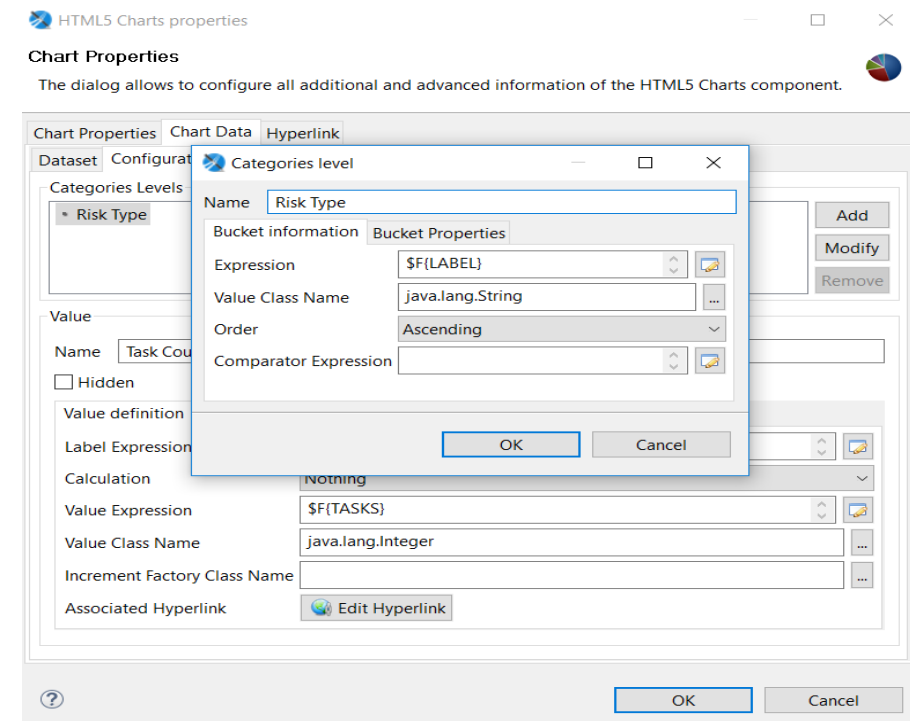 HTML5 Charts properties
Chart Properties
The dialog allows to configure all additional and advanced information of the HTML5 Charts component.
Chart Properties Chart Data Hyperlink
Dataset Configurat
Categories Levels
Risk Type
Add
Modify
Remove
Categories level
Name Risk Type
Bucket information Bucket Properties
Expression $F{LABEL}
Value Class Name java.lang.String ...
Order Ascending
Comparator Expression
OK Cancel
Value
Name Task Cou
Hidden
Value definition
Label Expression
Calculation Nothing
Value Expression $F{TASKS}
Value Class Name java.lang.Integer ...
Increment Factory Class Name ...
Associated Hyperlink Edit Hyperlink
? OK Cancel